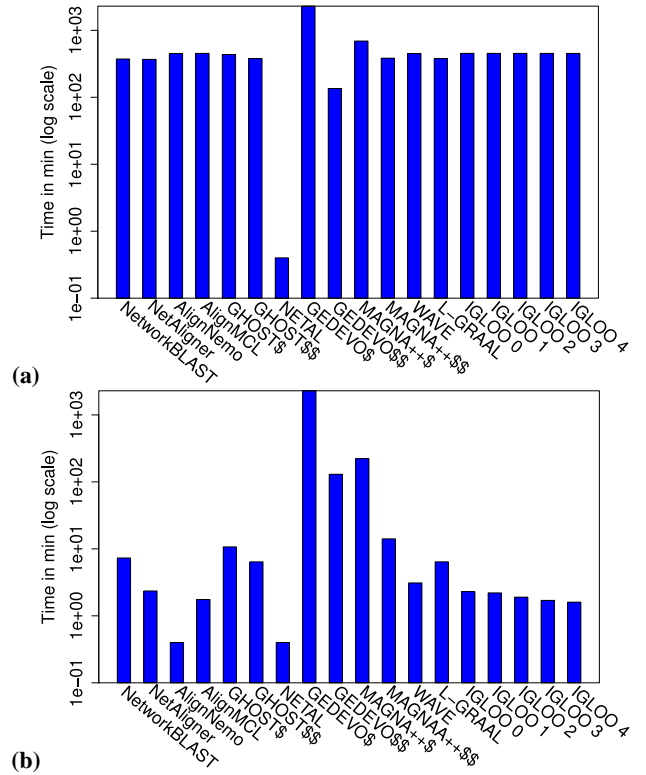 Time in min (log scale)
1e+03
1e+02
1e+01
1e+00
1e−01
NetworkBLAST
NetAligner
AlignNemo
AlignMCL
GHOST$
GHOST$$
NETAL
GEDEVO$
GEDEVO$$
MAGNA++$
MAGNA++$$
WAVE
L_GRAAL
IGLOO 0
IGLOO 1
IGLOO 2
IGLOO 3
IGLOO 4
(a)
Time in min (log scale)
1e+03
1e+02
1e+01
1e+00
1e−01
NetworkBLAST
NetAligner
AlignNemo
AlignMCL
GHOST$
GHOST$$
NETAL
GEDEVO$
GEDEVO$$
MAGNA++$
MAGNAA++$$
WAVE
L_GRAAL
IGLOO 0
IGLOO 1
IGLOO 2
IGLOO 3
IGLOO 4
(b)